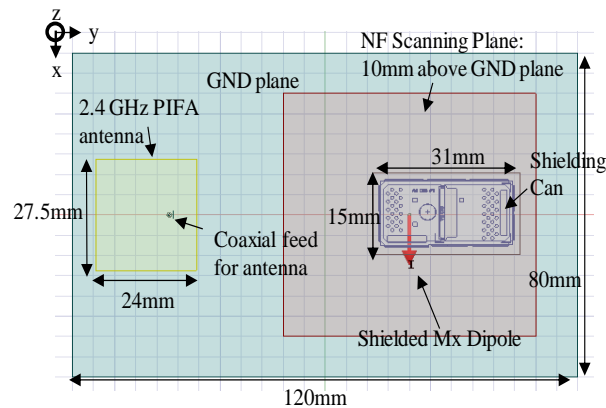 z
y
x
NF Scanning Plane:
10mm above GND plane
GND plane
2.4 GHz PIFA
antenna
31mm
Shielding
Can
27.5mm
15mm
Coaxial feed
for antenna
24mm
80mm
Shielded Mx Dipole
120mm